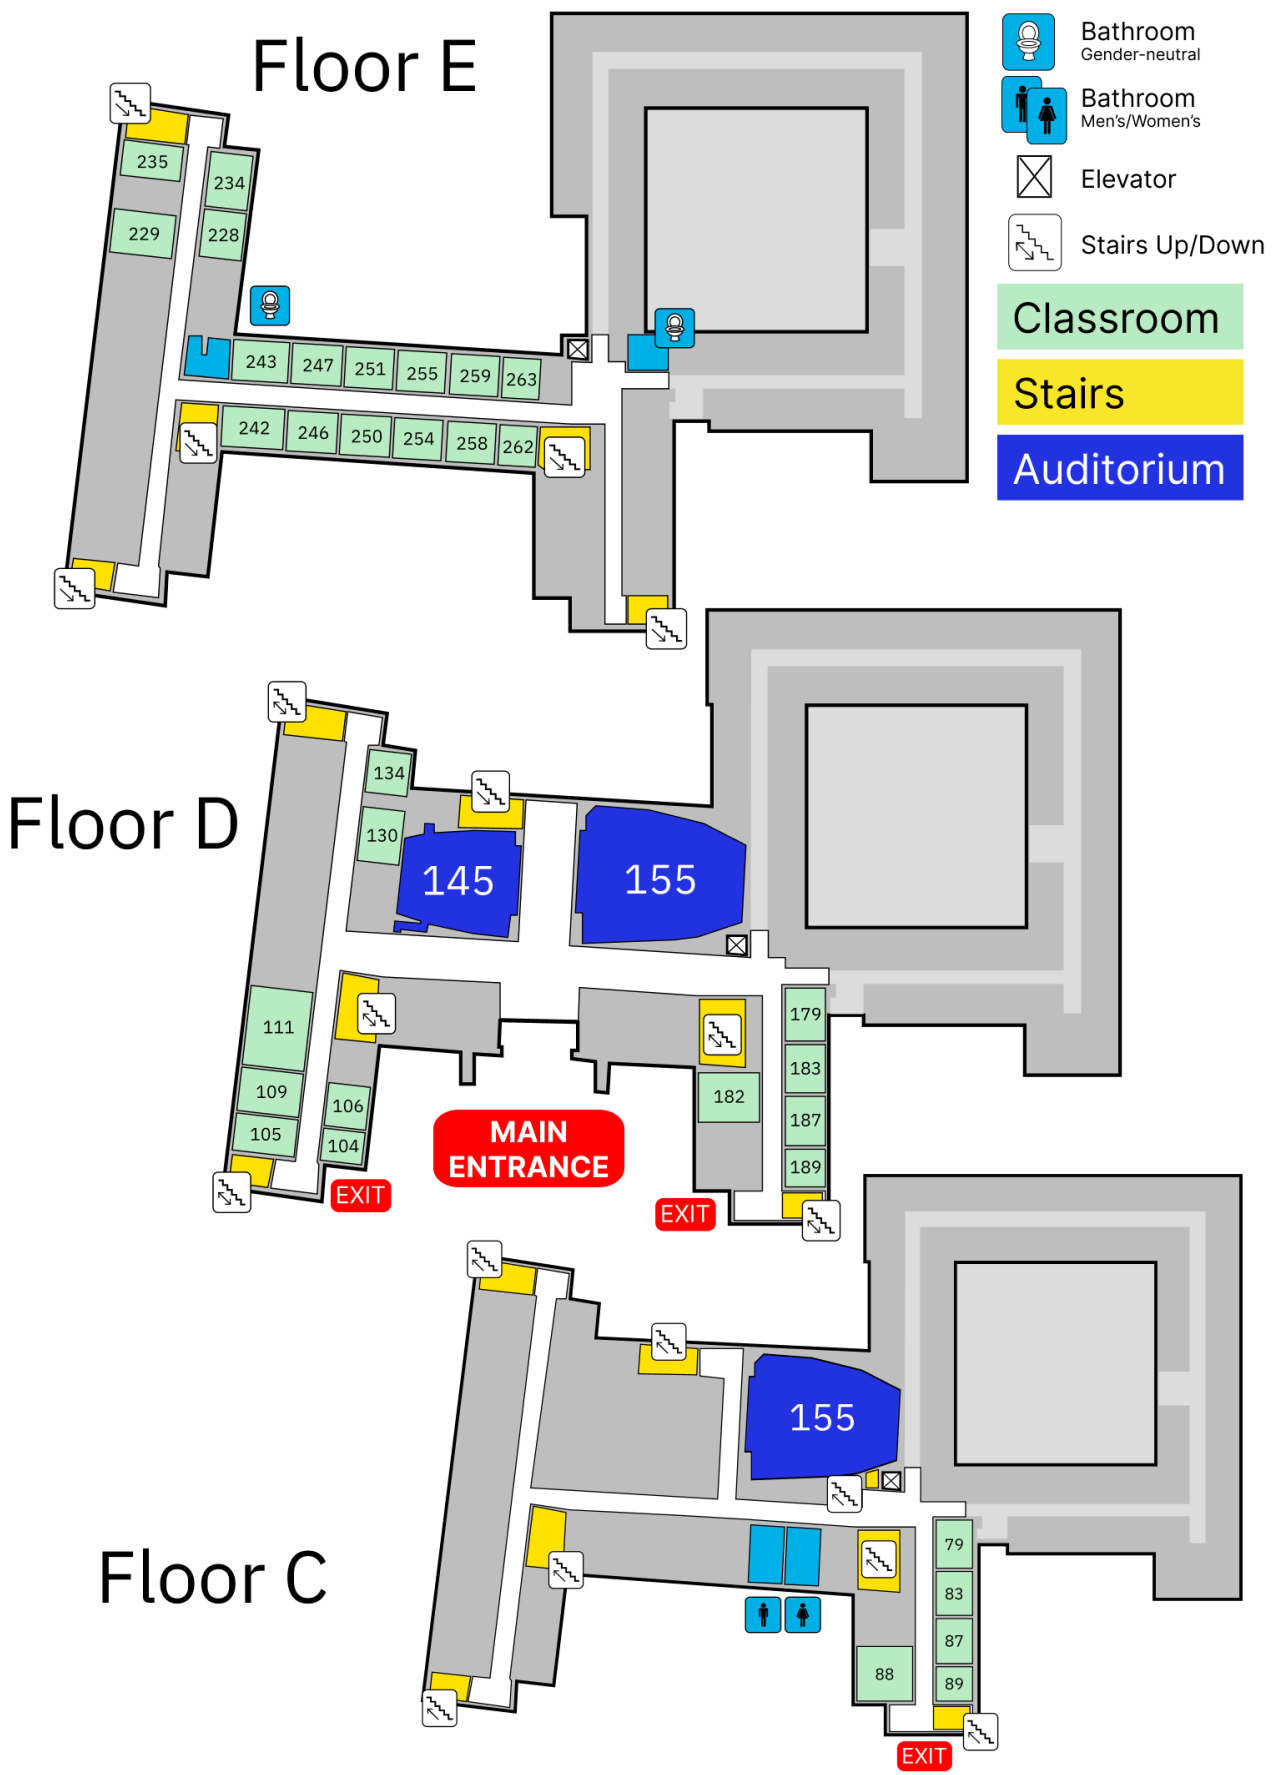 Floor E
Bathroom
Gender-neutral
Bathroom
Men's/Women's
Elevator
Stairs Up/Down
Classroom
Stairs
Auditorium
235
234
229
228
243
247
251
255
259
263
242
246
250
254
258
262
Floor D
134
130
145
155
111
109
105
106
104
179
183
182
187
189
MAIN
ENTRANCE
EXIT
EXIT
Floor C
155
79
83
87
88
89
EXIT